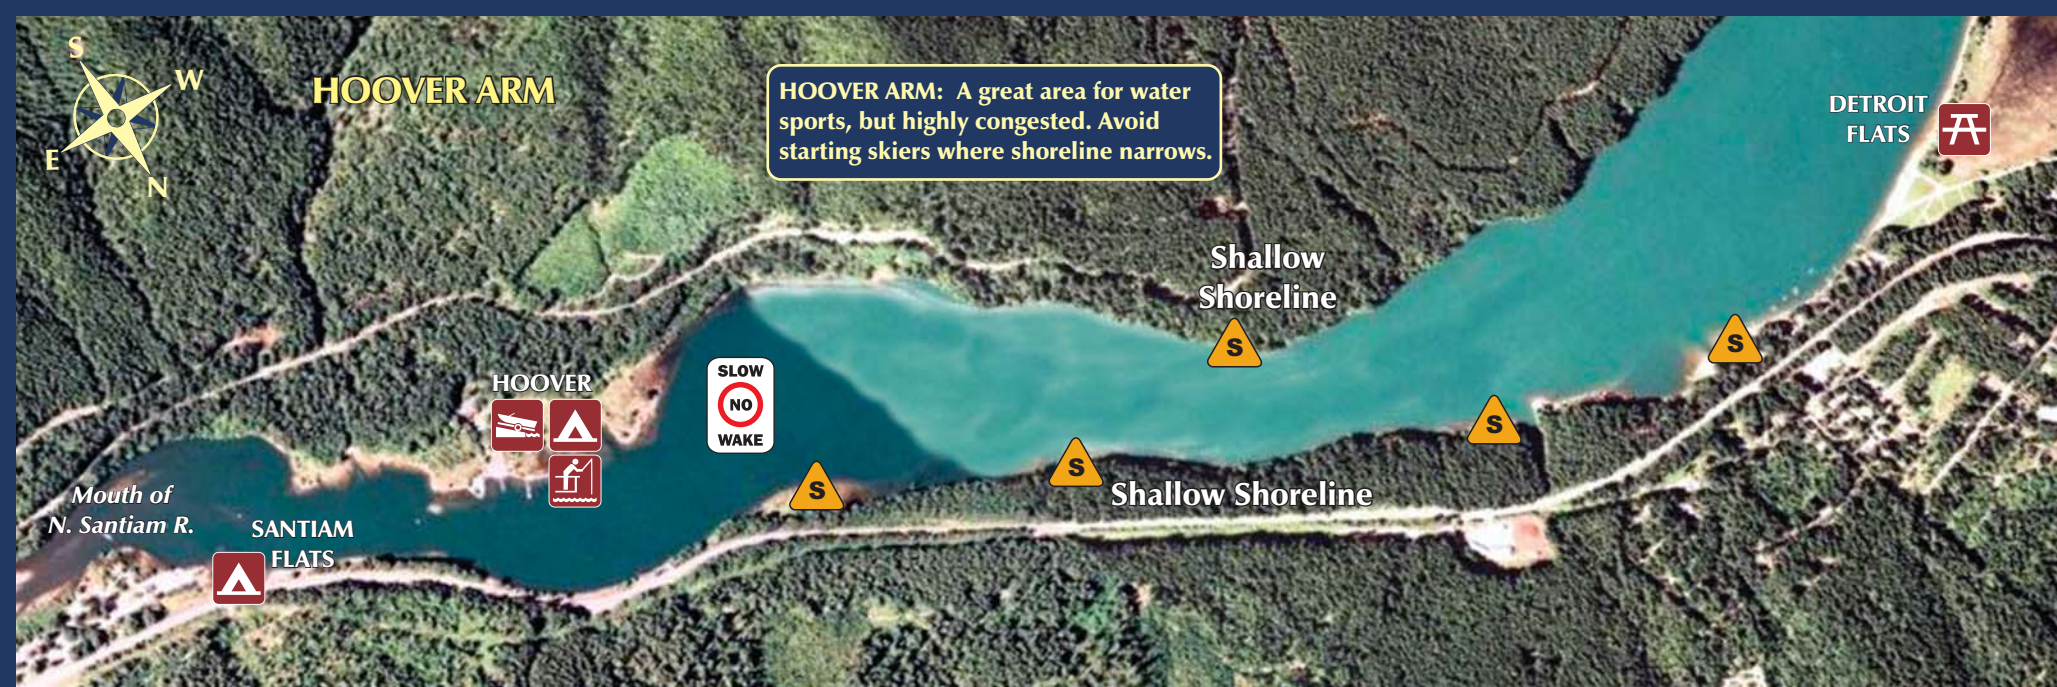 S
W
E
N
HOOVER ARM
HOOVER ARM: A great area for water
sports, but highly congested. Avoid
starting skiers where shoreline narrows.
DETROIT
FLATS
Shallow
Shoreline
S
S
HOOVER
SLOW
NO
WAKE
S
S
S
Shallow Shoreline
Mouth of
N. Santiam R.
SANTIAM
FLATS